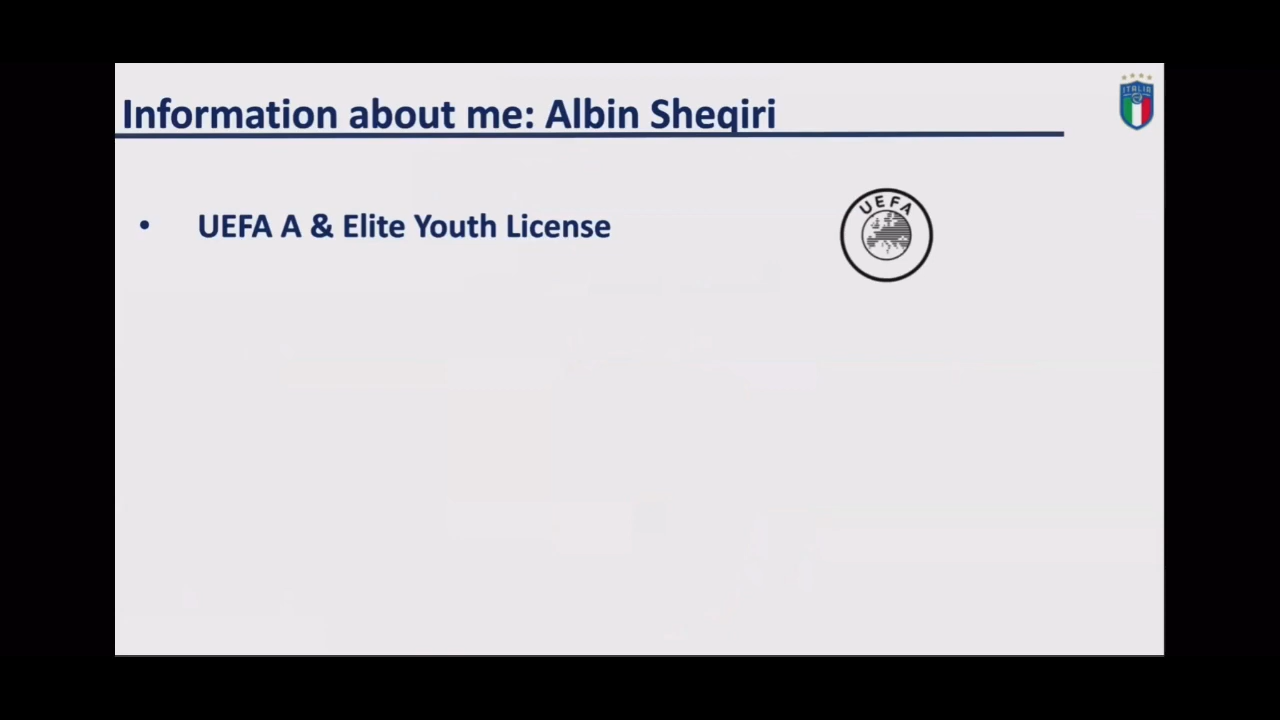 Information about me: Albin Sheqiri
ITALIA
• UEFA A & Elite Youth License
UEFA